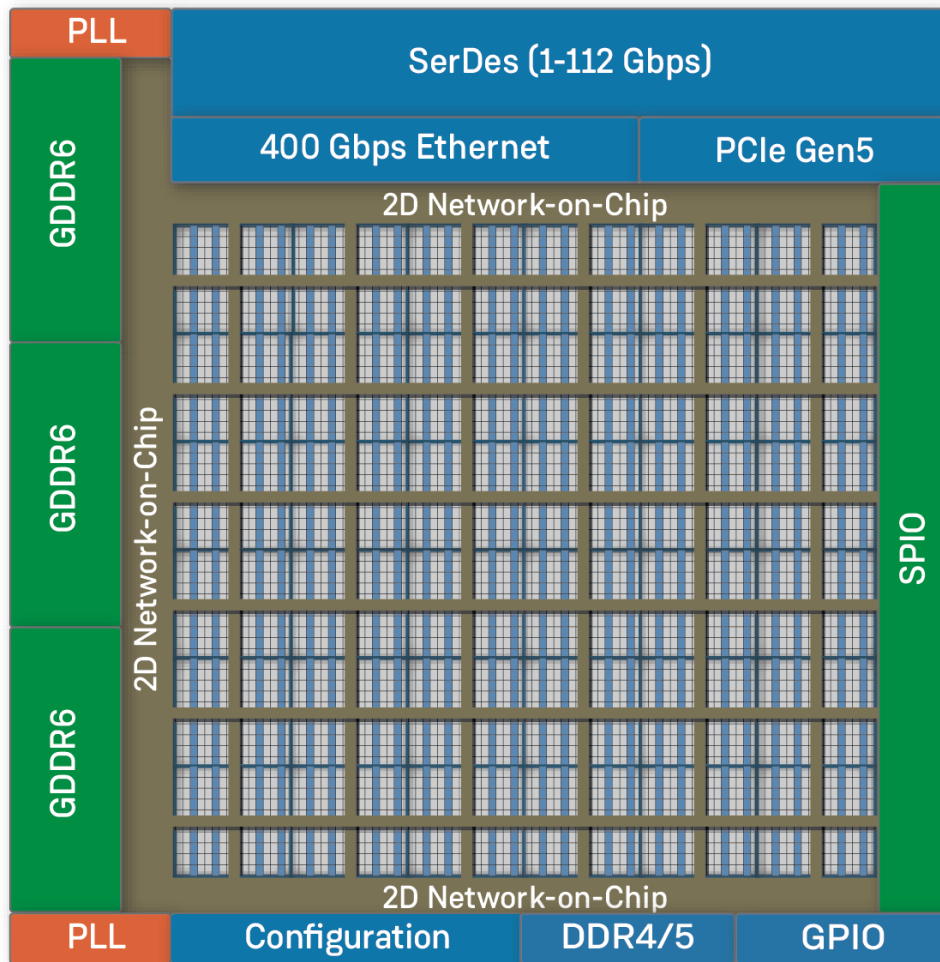 PLL
SerDes (1-112 Gbps)
400 Gbps Ethernet
PCIe Gen5
GDDR6
2D Network-on-Chip
GDDR6
2D Network-on-Chip
SPIO
GDDR6
2D Network-on-Chip
PLL
Configuration
DDR4/5
GPIO